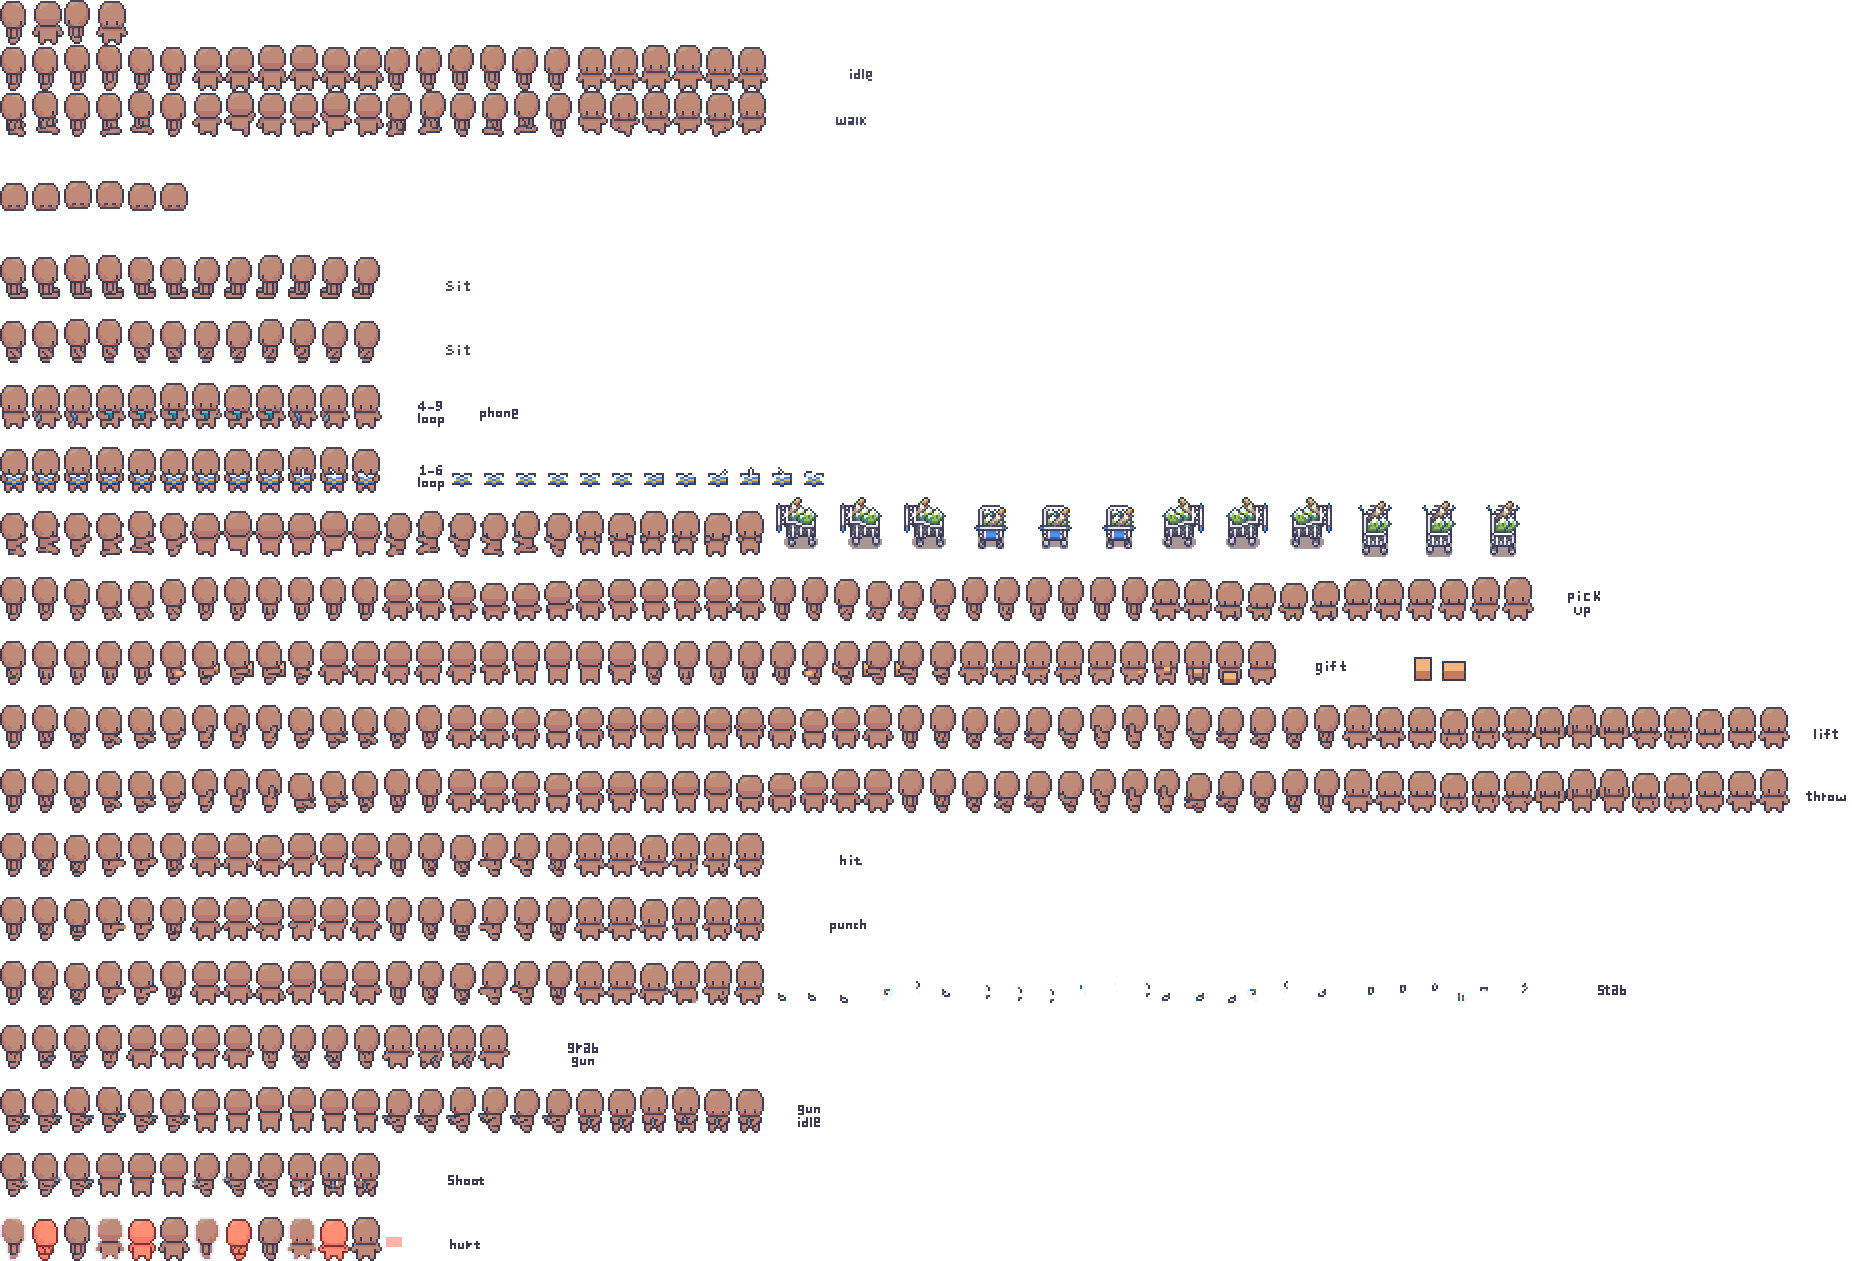 idle
walk
Sit
Sit
4-9
loop
phone
1-6
loop
pick
up
gift
lift
throw
hit
punch
Stab
grab
gun
gun
idle
Shoot
hurt